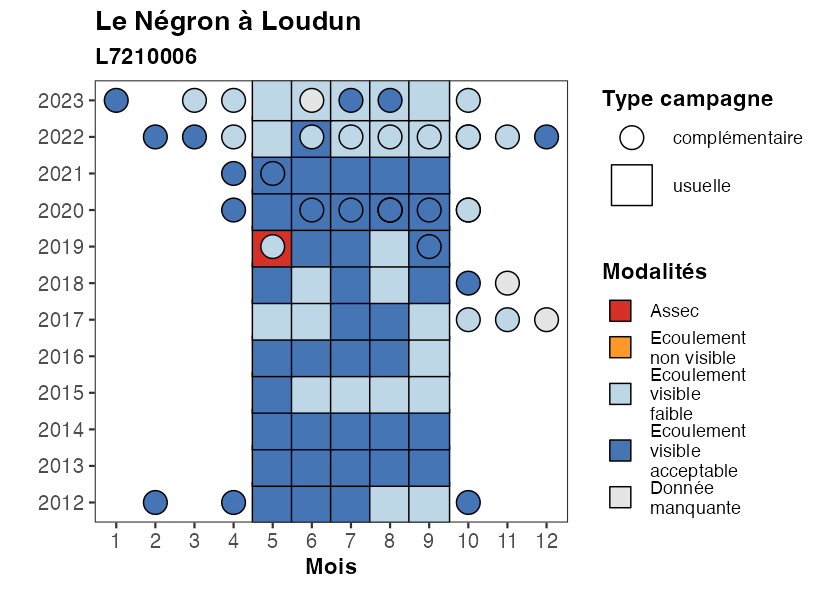 Le Négron à Loudun
L7210006
2023
2022
2021
2020
2019
2018
2017
2016
2015
2014
2013
2012
1 2 3 4 5 6 7 8 9 10 11 12
Mois
Type campagne
complémentaire
usuelle
Modalités
Assec
Ecoulement
non visible
Ecoulement
visible
faible
Ecoulement
visible
acceptable
Donnée
manquante